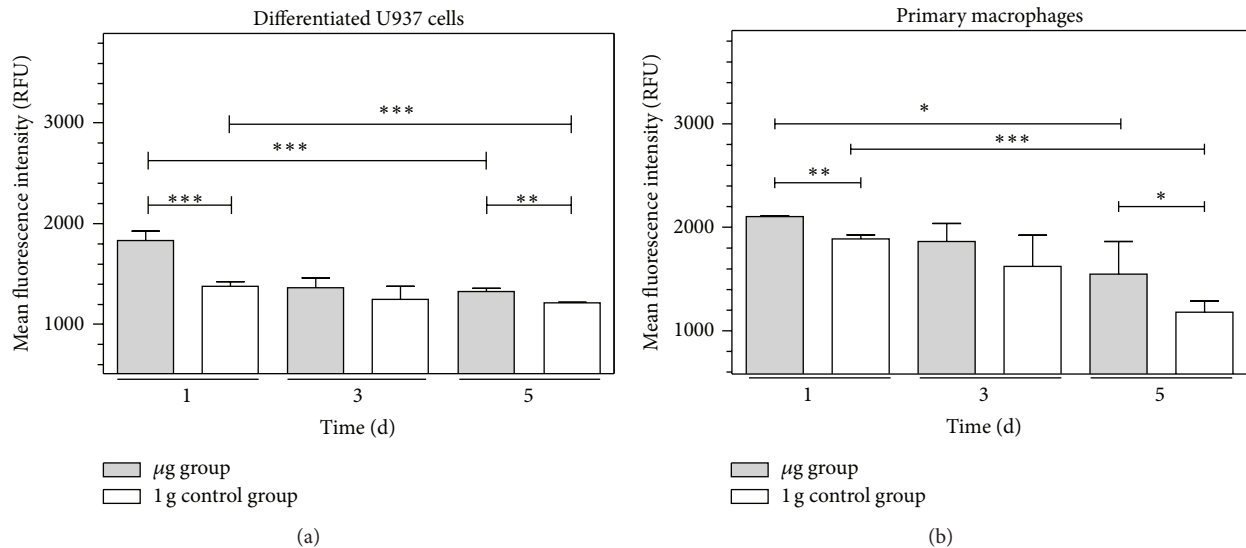 Differentiated U937 cells
Mean fluorescence intensity (RFU)
3000
2000
1000
***
***
***
**
1 3 5
Time (d)
μg group
1 g control group
(a)
Primary macrophages
Mean fluorescence intensity (RFU)
3000
2000
1000
*
***
**
*
1 3 5
Time (d)
μg group
1 g control group
(b)